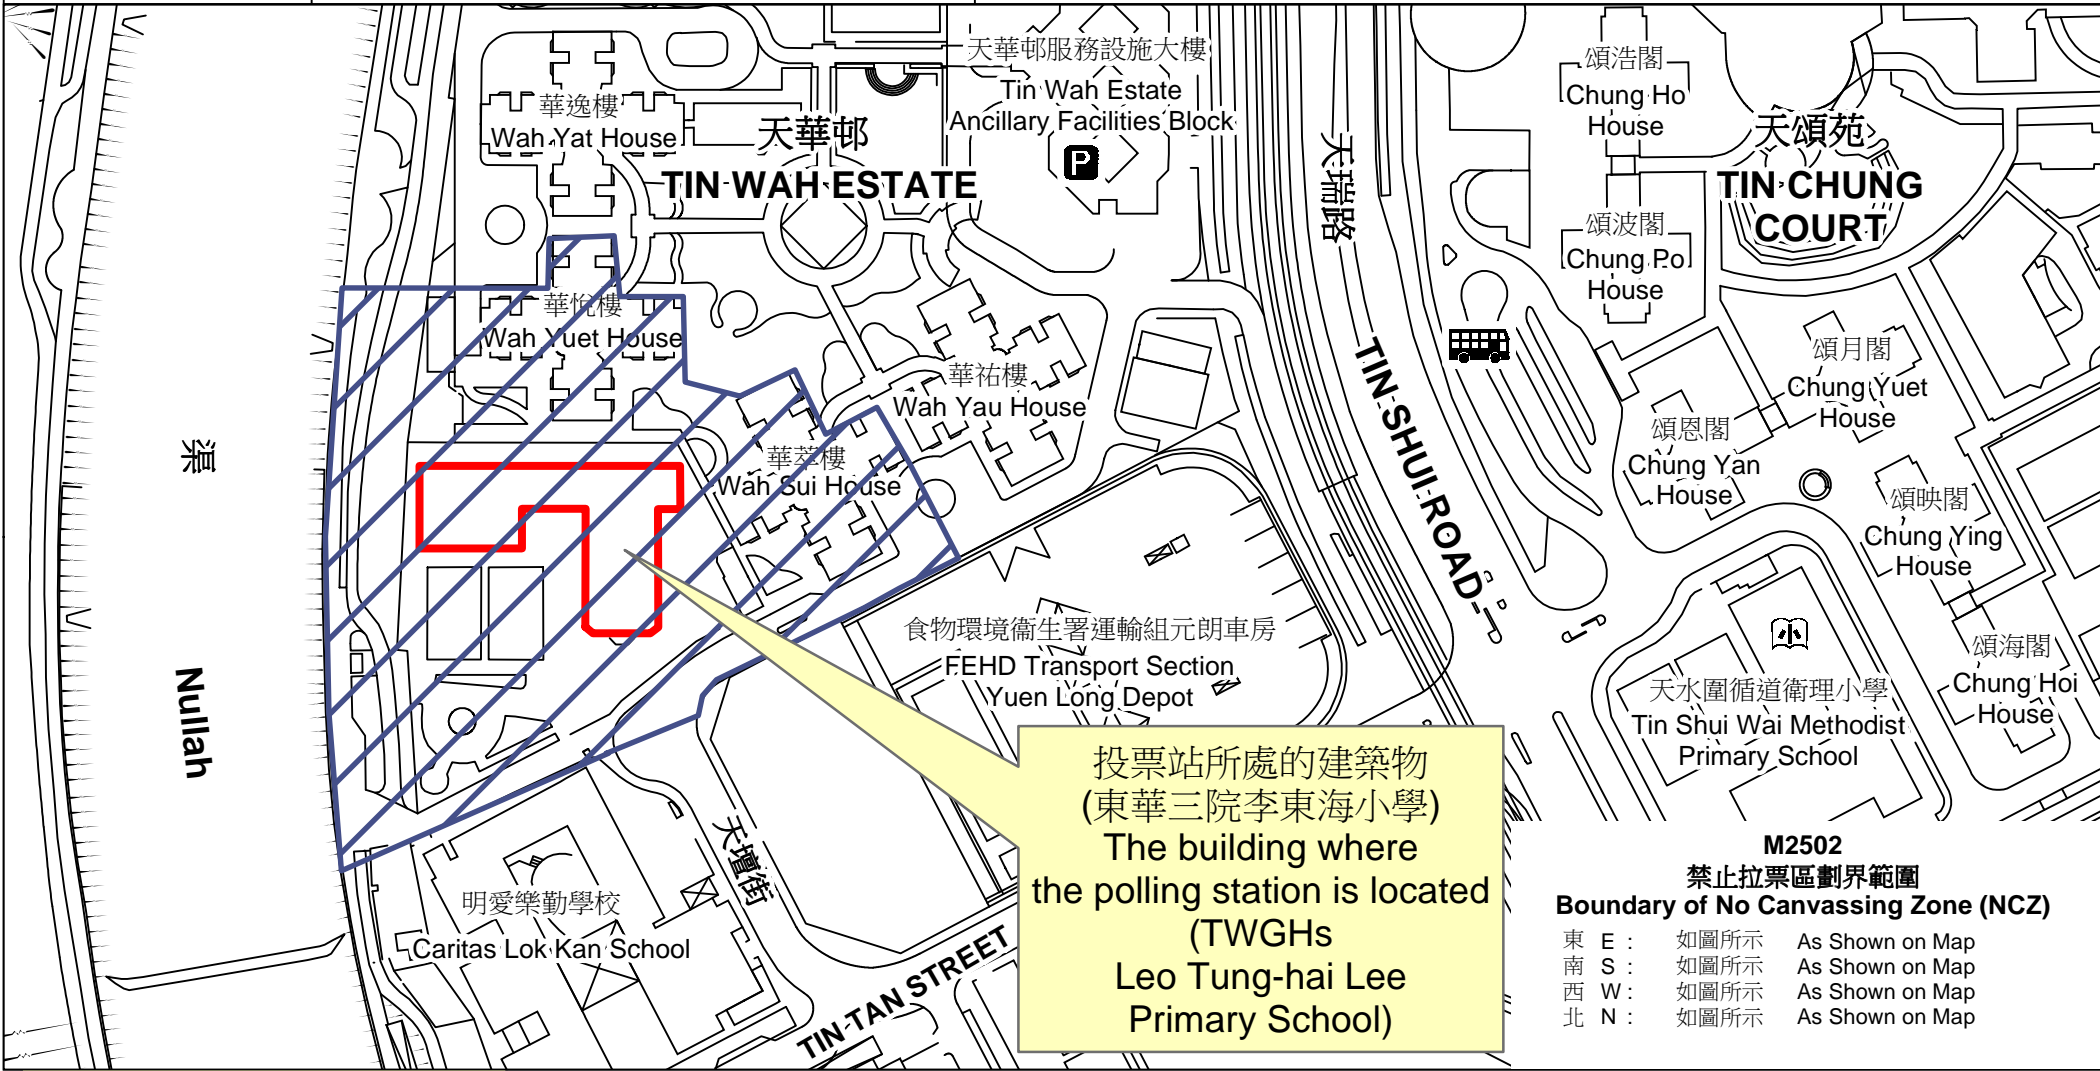 天華邨服務設施大樓
Tin Wah Estate
Ancillary Facilities Block
P
頌浩閣
Chung Ho
House
華逸樓
Wah Yat House
天華邨
TIN WAH ESTATE
天頌苑
TIN CHUNG
COURT
天瑞路
TIN SHUI ROAD
頌波閣
Chung Po
House
華悅樓
Wah Yuet House
華祐樓
Wah Yau House
頌月閣
Chung Yuet
House
頌恩閣
Chung Yan
House
華萃樓
Wah Sui House
頌映閣
Chung Ying
House
渠
Nullah
食物環境衞生署運輸組元朗車房
FEHD Transport Section
Yuen Long Depot
小
天水圍循道衛理小學
Tin Shui Wai Methodist
Primary School
頌海閣
Chung Hoi
House
投票站所處的建築物
(東華三院李東海小學)
The building where
the polling station is located
(TWGHs
Leo Tung-hai Lee
Primary School)
天壇街
TIN TAN STREET
明愛樂勤學校
Caritas Lok Kan School
M2502
禁止拉票區劃界範圍
Boundary of No Canvassing Zone (NCZ)
東 E : 如圖所示 As Shown on Map
南 S : 如圖所示 As Shown on Map
西 W : 如圖所示 As Shown on Map
北 N : 如圖所示 As Shown on Map